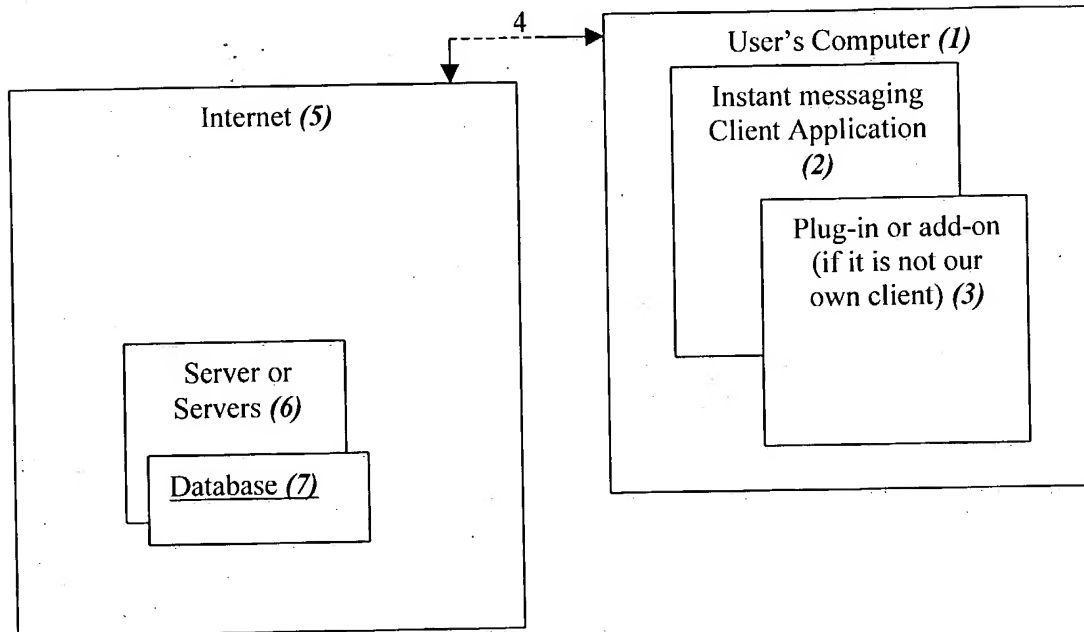 4
User's Computer (1)
Instant messaging
Client Application
(2)
Plug-in or add-on
(if it is not our
own client) (3)
Internet (5)
Server or
Servers (6)
Database (7)